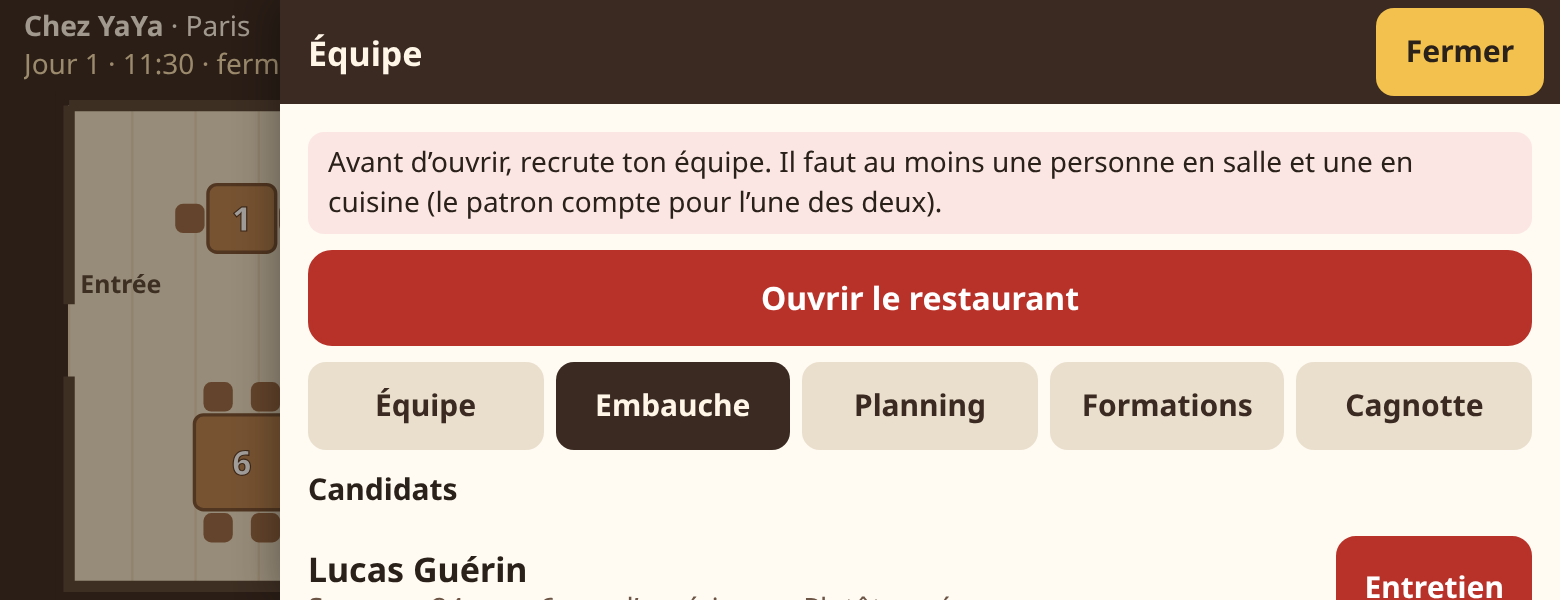 Chez YaYa · Paris
Jour 1 · 11:30 · ferm
Équipe
Fermer
Avant d’ouvrir, recrute ton équipe. Il faut au moins une personne en salle et une en
cuisine (le patron compte pour l’une des deux).
Ouvrir le restaurant
Équipe
Embauche
Planning
Formations
Cagnotte
Candidats
Lucas Guérin
Entretien
1
Entrée
6